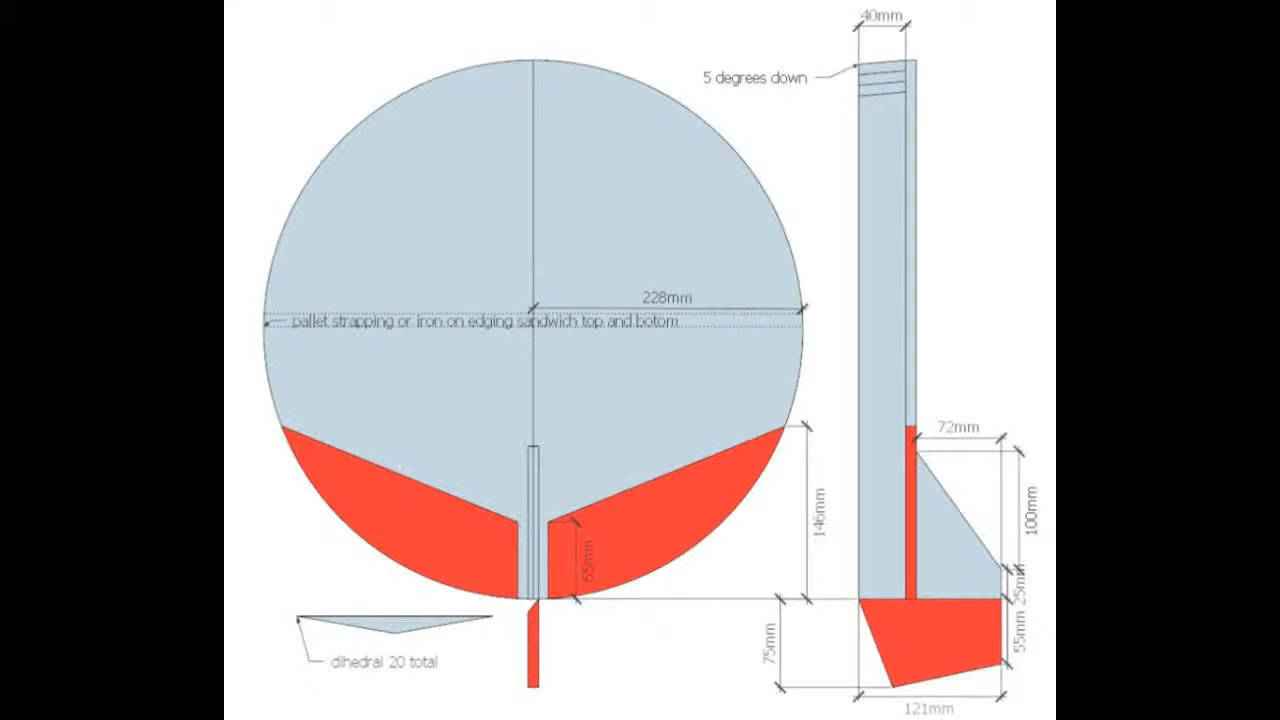 40mm
5 degrees down
228mm
pallet strapping or iron on edging sandwich top and botom
72mm
146mm
100mm
65mm
25mm
55mm
75mm
dihedral 20 total
121mm